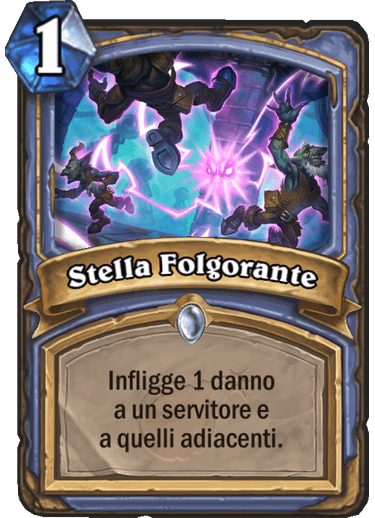 1
Stella Folgorante
Infligge 1 danno
a un servitore e
a quelli adiacenti.